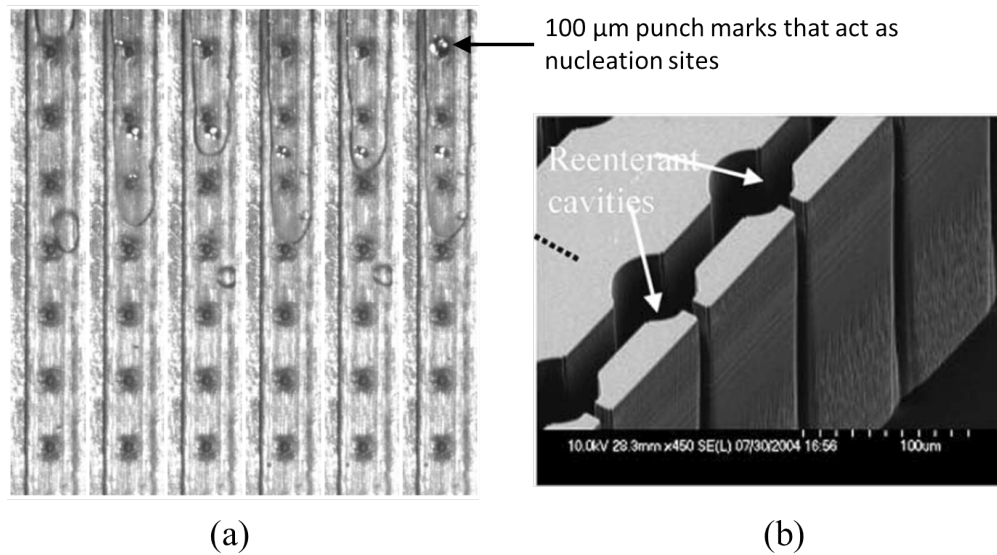 100 µm punch marks that act as
nucleation sites
Reenterant
cavities
10.0kV 28.3mm x450 SE(L) 07/30/2004 16:56
100um
(a)
(b)